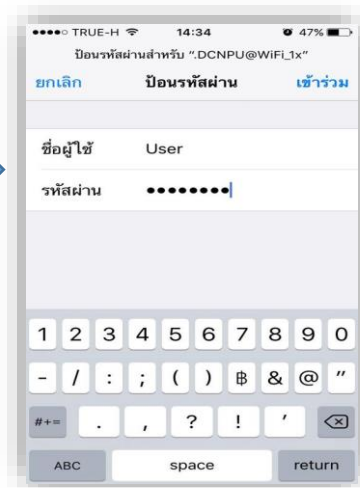 TRUE-H 14:34 47%
ป้อนรหัสผ่านสำหรับ ".DCNPU@WiFi_1x"
ยกเลิก ป้อนรหัสผ่าน เข้าร่วม
ชื่อผู้ใช้ User
รหัสผ่าน ••••••••
1 2 3 4 5 6 7 8 9 0
- / : ; ( ) ฿ & @ "
#+= . , ? ! '
ABC space return